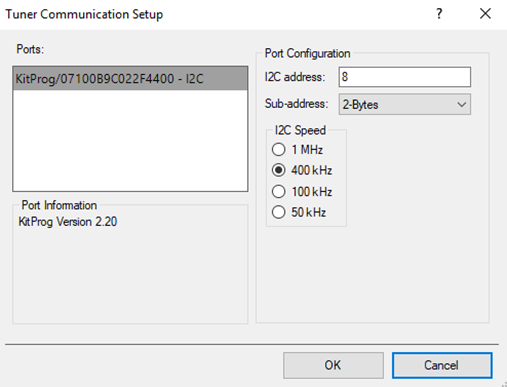 Tuner Communication Setup
?
Ports:
KitProg/07100B9C022F4400 - I2C
Port Information
KitProg Version 2.20
Port Configuration
I2C address:
8
Sub-address:
2-Bytes
I2C Speed
1 MHz
400 kHz
100 kHz
50 kHz
OK
Cancel